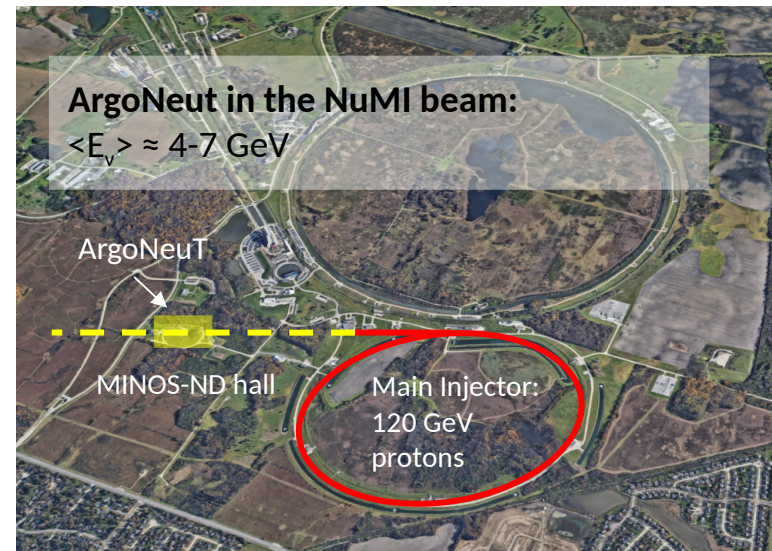 ArgoNeut in the NuMI beam:
<Eν> ≈ 4-7 GeV
ArgoNeuT
MINOS-ND hall
Main Injector:
120 GeV
protons